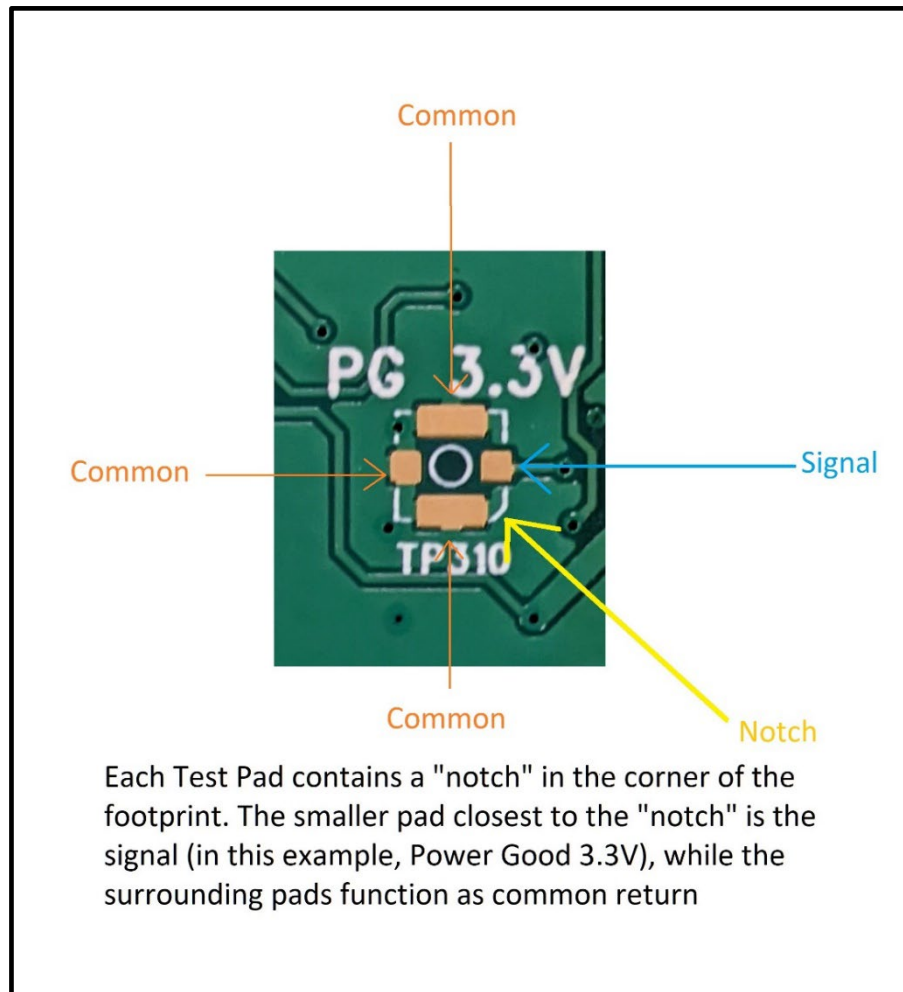 Common
PG 3.3V
Common
Signal
TP310
Common
Notch
Each Test Pad contains a "notch" in the corner of the
footprint. The smaller pad closest to the "notch" is the
signal (in this example, Power Good 3.3V), while the
surrounding pads function as common return